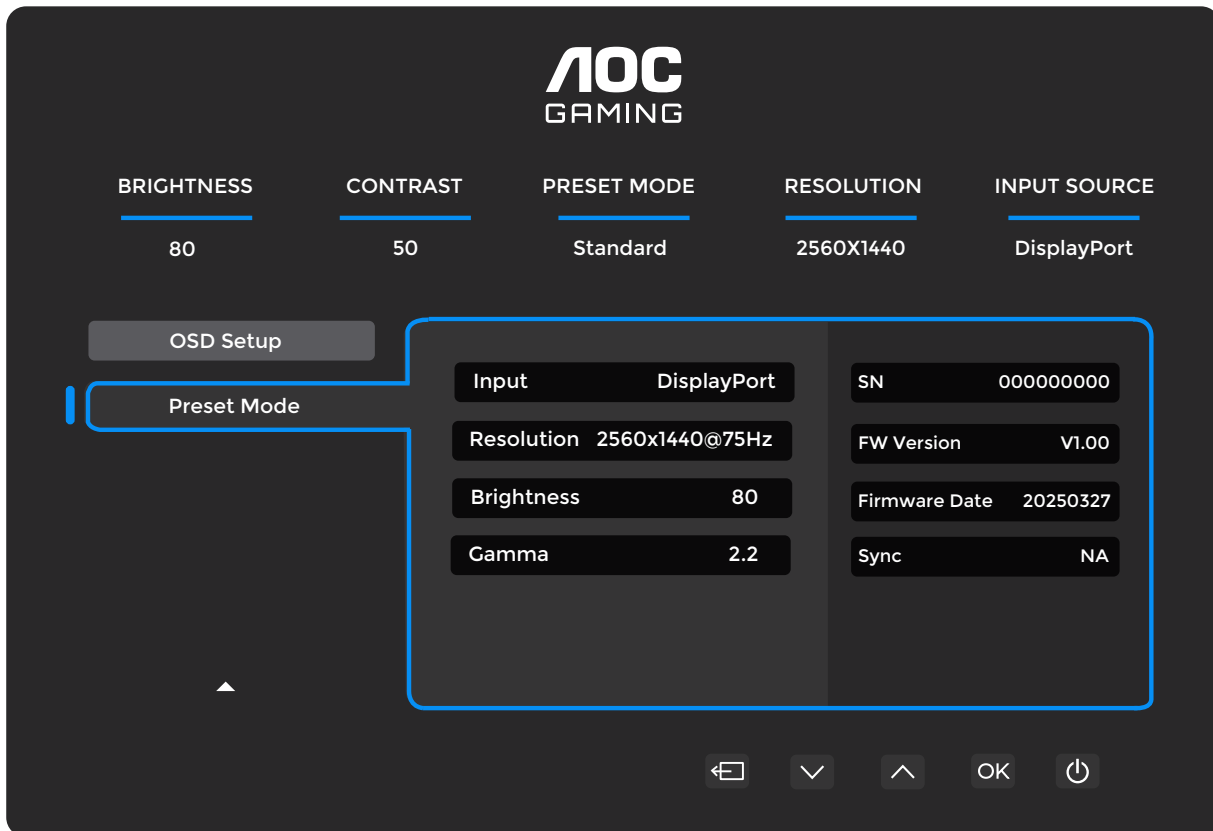 AOC
GAMING
BRIGHTNESS CONTRAST PRESET MODE RESOLUTION INPUT SOURCE
80 50 Standard 2560X1440 DisplayPort
OSD Setup
Preset Mode
Input DisplayPort
Resolution 2560x1440@75Hz
Brightness 80
Gamma 2.2
SN 000000000
FW Version V1.00
Firmware Date 20250327
Sync NA
OK